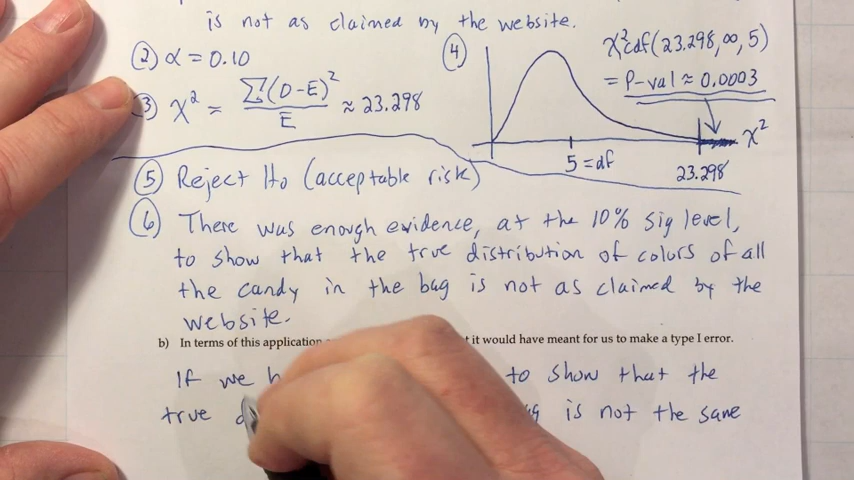 is not as claimed by the website.
② α = 0.10
③ χ² = Σ(O-E)²/E ≈ 23.298
④ χ²cdf(23.298, ∞, 5)
= P-val ≈ 0.0003
χ²
5 = df
23.298
⑤ Reject Ho (acceptable risk)
⑥ There was enough evidence, at the 10% sig level,
to show that the true distribution of colors of all
the candy in the bag is not as claimed by the
website.
b) In terms of this application it would have meant for us to make a type I error.
If we to show that the
true is not the same